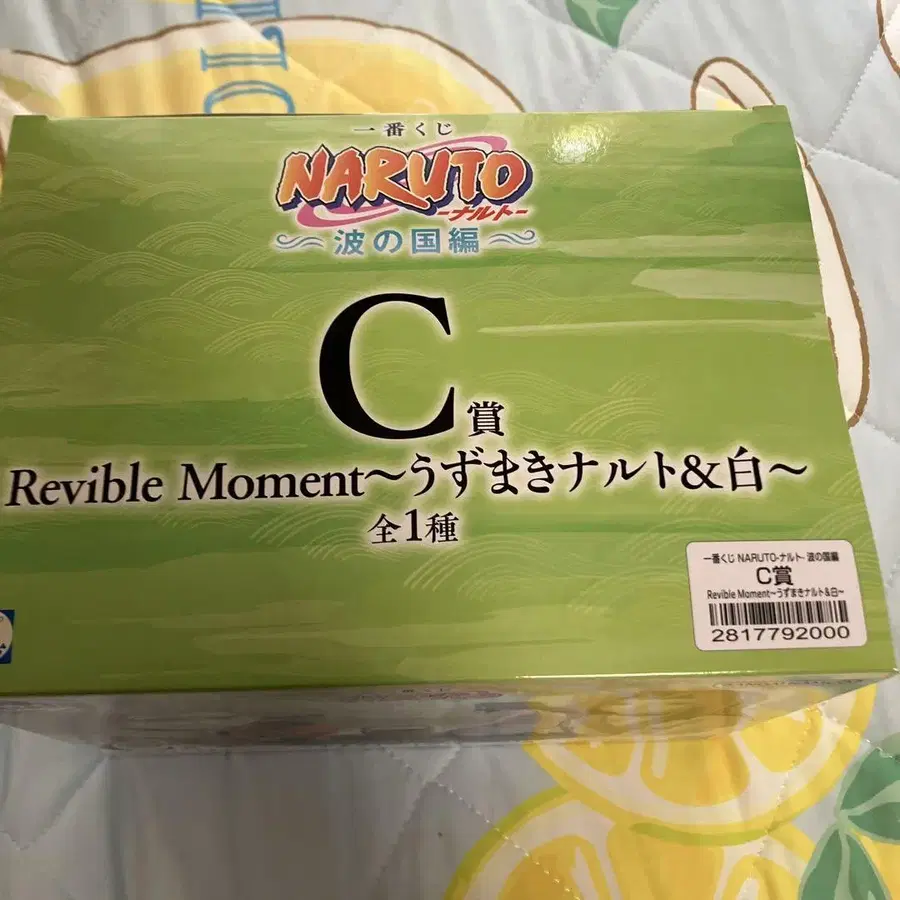 一番くじ
NARUTO
-ナルト-
波の国編
C賞
Revible Moment～うずまきナルト&白～
全1種
一番くじ NARUTO-ナルト- 波の国編
C賞
Revible Moment～うずまきナルト&白～
2817792000